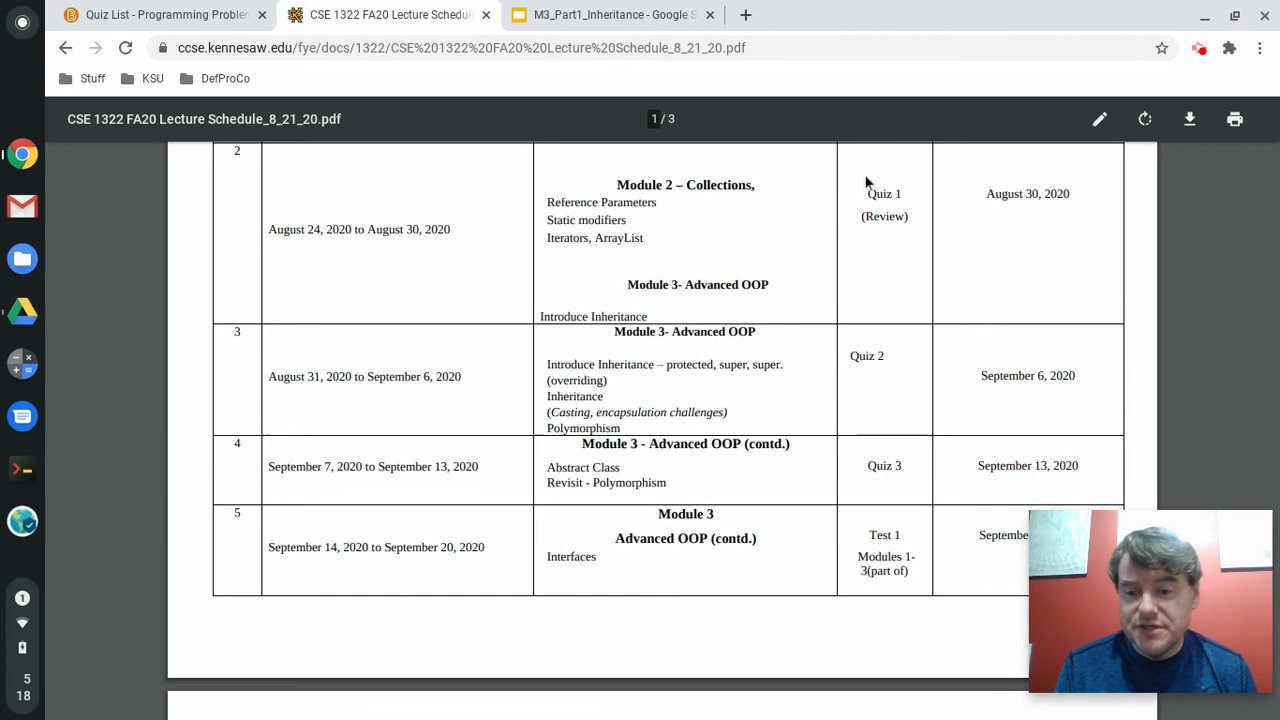 Quiz List - Programming Proble
CSE 1322 FA20 Lecture Schedule
M3_Part1_Inheritance - Google S
ccse.kennesaw.edu/fye/docs/1322/CSE%201322%20FA20%20Lecture%20Schedule_8_21_20.pdf
Stuff
KSU
DefProCo
CSE 1322 FA20 Lecture Schedule_8_21_20.pdf
1 / 3
2
August 24, 2020 to August 30, 2020
Module 2 – Collections,
Reference Parameters
Static modifiers
Iterators, ArrayList
Module 3- Advanced OOP
Introduce Inheritance
Quiz 1
(Review)
August 30, 2020
3
August 31, 2020 to September 6, 2020
Module 3- Advanced OOP
Introduce Inheritance – protected, super, super.
(overriding)
Inheritance
(Casting, encapsulation challenges)
Polymorphism
Quiz 2
September 6, 2020
4
September 7, 2020 to September 13, 2020
Module 3 - Advanced OOP (contd.)
Abstract Class
Revisit - Polymorphism
Quiz 3
September 13, 2020
5
September 14, 2020 to September 20, 2020
Module 3
Advanced OOP (contd.)
Interfaces
Test 1
Modules 1-
3(part of)
Septembe
1
5
18